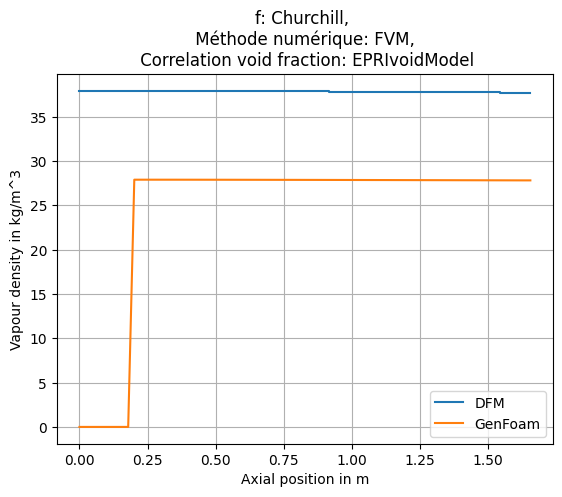 f: Churchill,
Méthode numérique: FVM,
Correlation void fraction: EPRIvoidModel
Vapour density in kg/m^3
35
30
25
20
15
10
5
0
DFM
GenFoam
0.00 0.25 0.50 0.75 1.00 1.25 1.50
Axial position in m